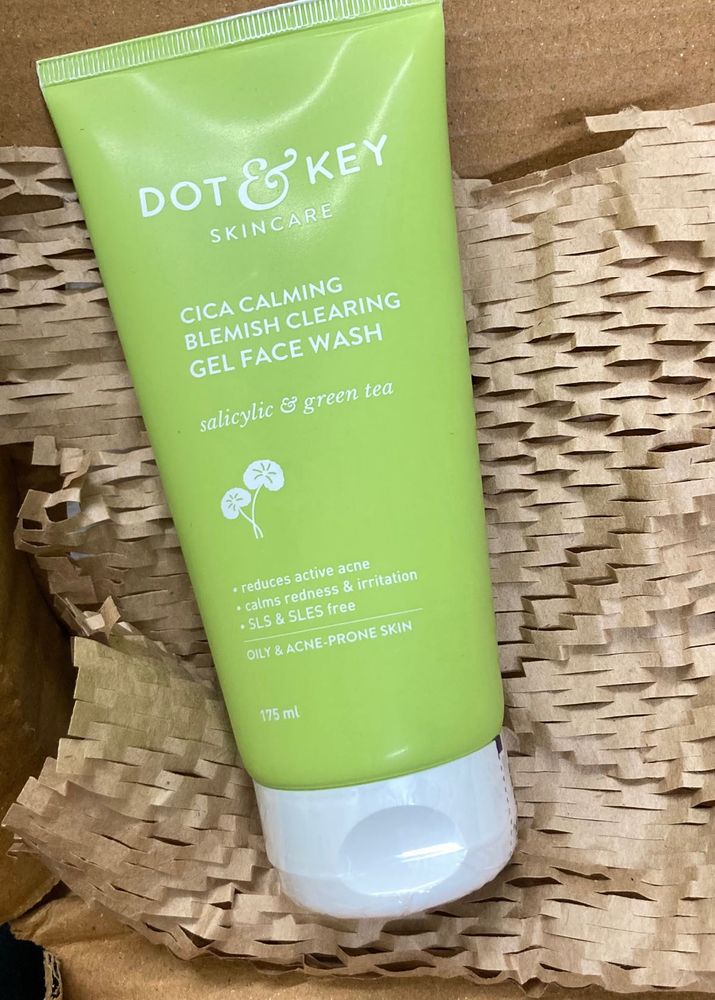 DOT & KEY
SKINCARE
CICA CALMING
BLEMISH CLEARING
GEL FACE WASH
salicylic & green tea
• reduces active acne
• calms redness & irritation
• SLS & SLES free
OILY & ACNE-PRONE SKIN
175 ml